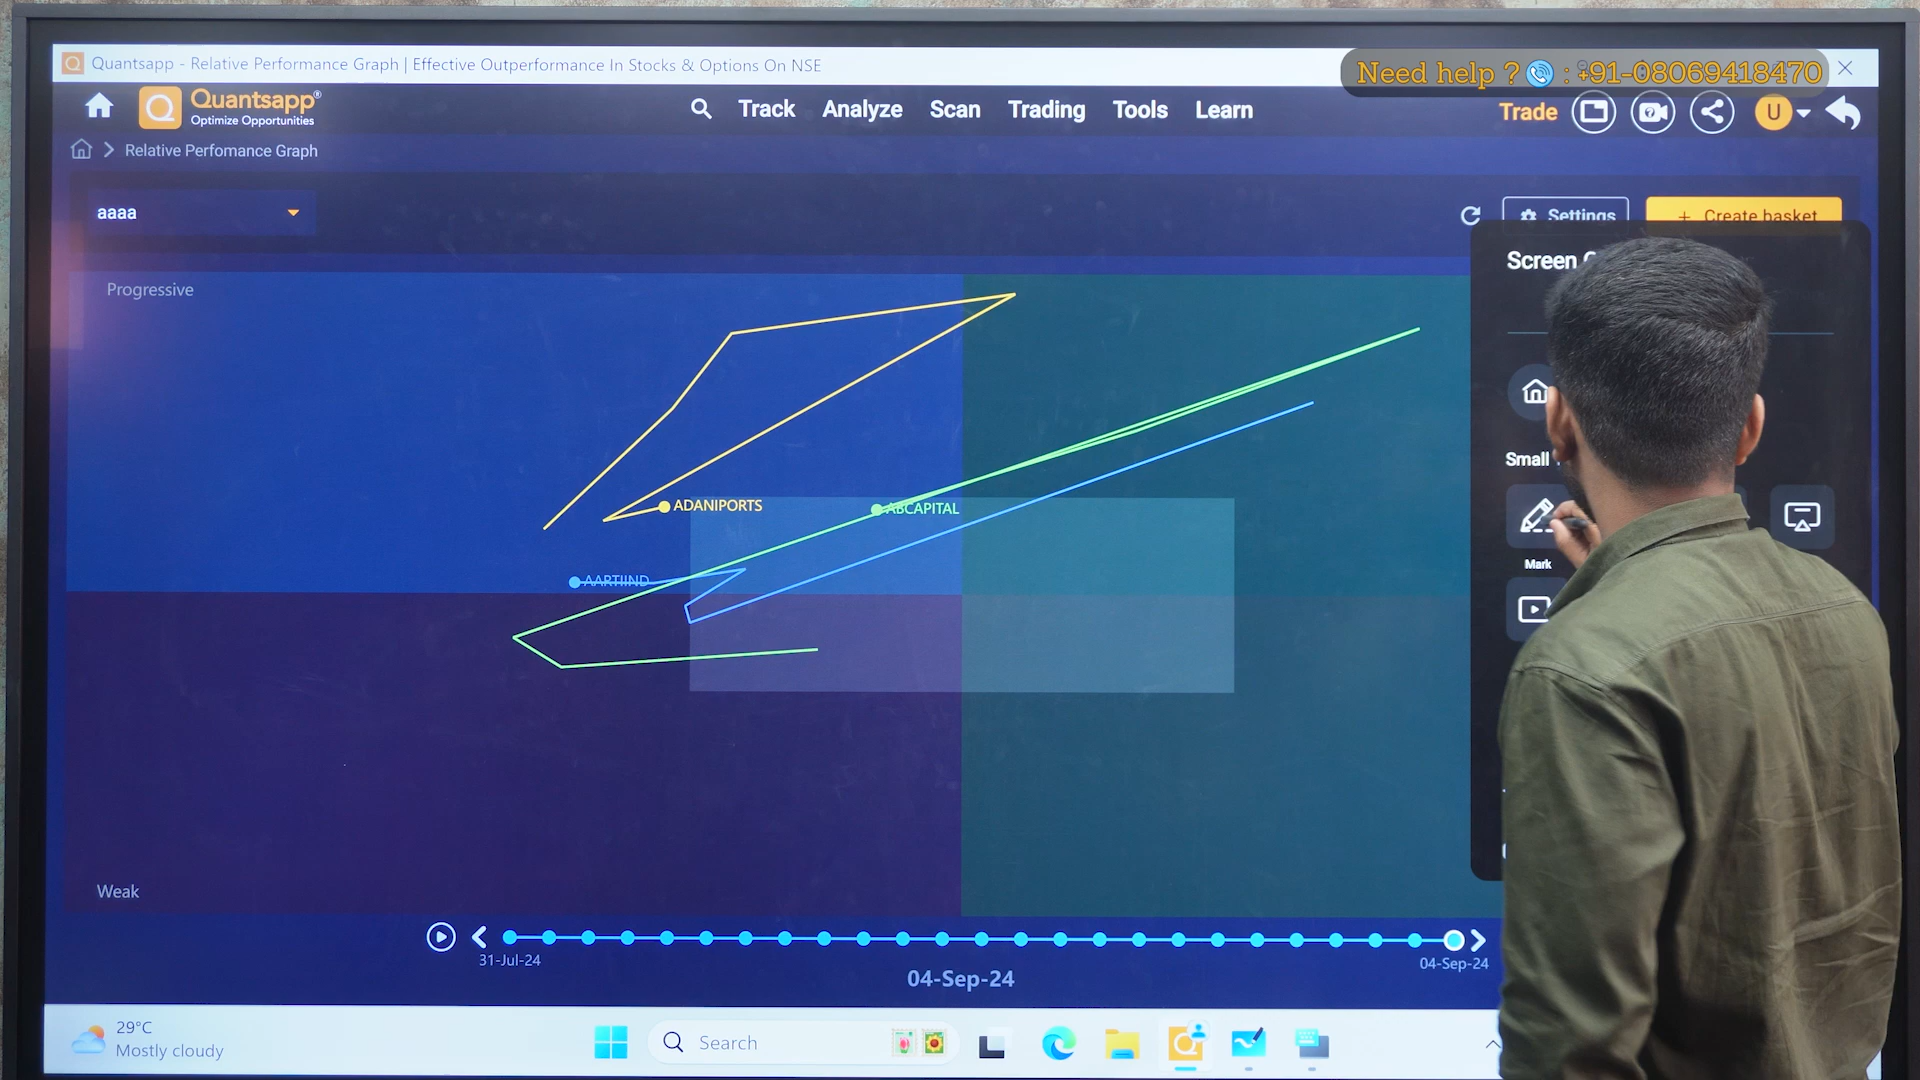 Quantsapp - Relative Performance Graph | Effective Outperformance In Stocks & Options On NSE
Need help ? : +91-08069418470
Quantsapp®
Optimize Opportunities
Track Analyze Scan Trading Tools Learn
Trade
U
Relative Perfomance Graph
aaaa
Settings
+ Create basket
Screen
Progressive
Small
ADANIPORTS
ABCAPITAL
AARTIIND
Mark
Weak
31-Jul-24
04-Sep-24
04-Sep-24
29°C
Mostly cloudy
Search